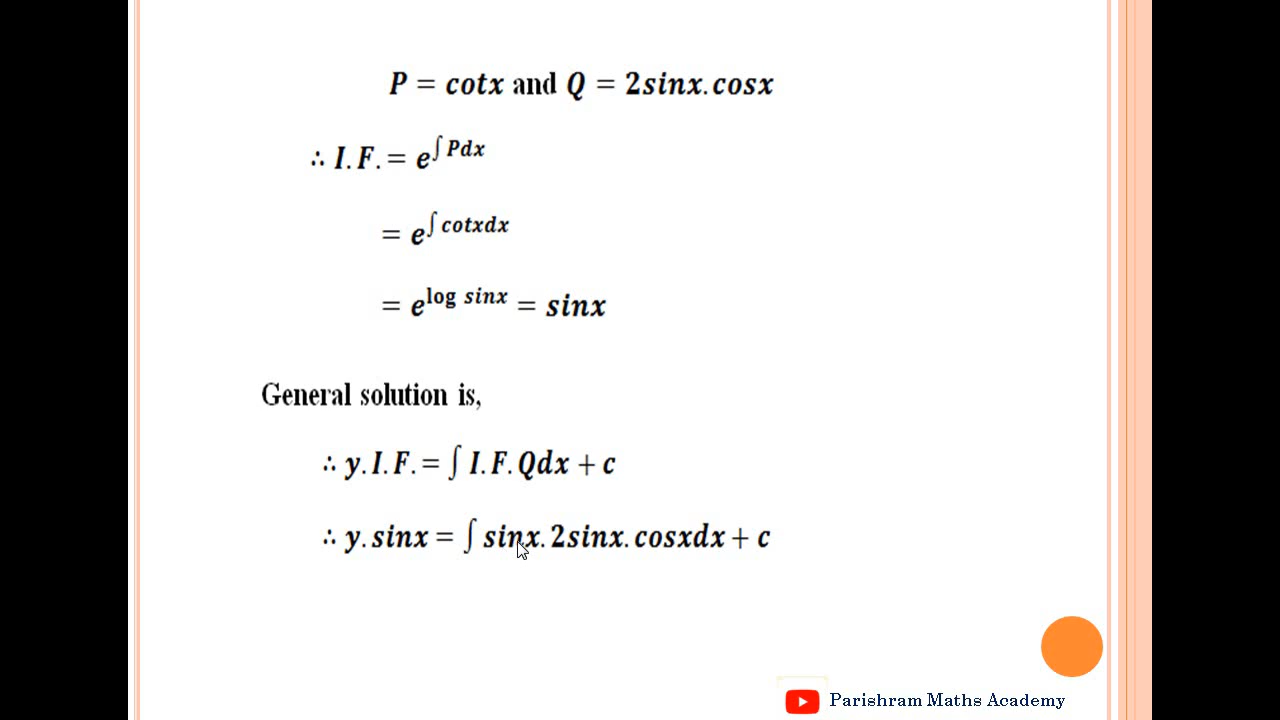 P = cotx and Q = 2sinx.cosx
∴ I.F. = e^∫Pdx
= e^∫cotxdx
= e^log sinx = sinx
General solution is,
∴ y.I.F. = ∫ I.F.Qdx + c
∴ y.sinx = ∫ sinx.2sinx.cosxdx + c
Parishram Maths Academy